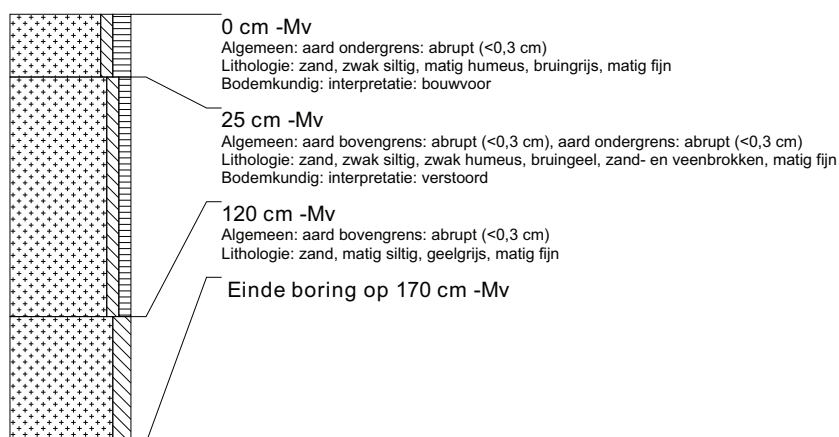 0 cm -Mv
Algemeen: aard ondergrens: abrupt (<0,3 cm)
Lithologie: zand, zwak siltig, matig humeus, bruingrijs, matig fijn
Bodemkundig: interpretatie: bouwvoor
25 cm -Mv
Algemeen: aard bovengrens: abrupt (<0,3 cm), aard ondergrens: abrupt (<0,3 cm)
Lithologie: zand, zwak siltig, zwak humeus, bruingeel, zand- en veenbrokken, matig fijn
Bodemkundig: interpretatie: verstoord
120 cm -Mv
Algemeen: aard bovengrens: abrupt (<0,3 cm)
Lithologie: zand, matig siltig, geelgrijs, matig fijn
Einde boring op 170 cm -Mv